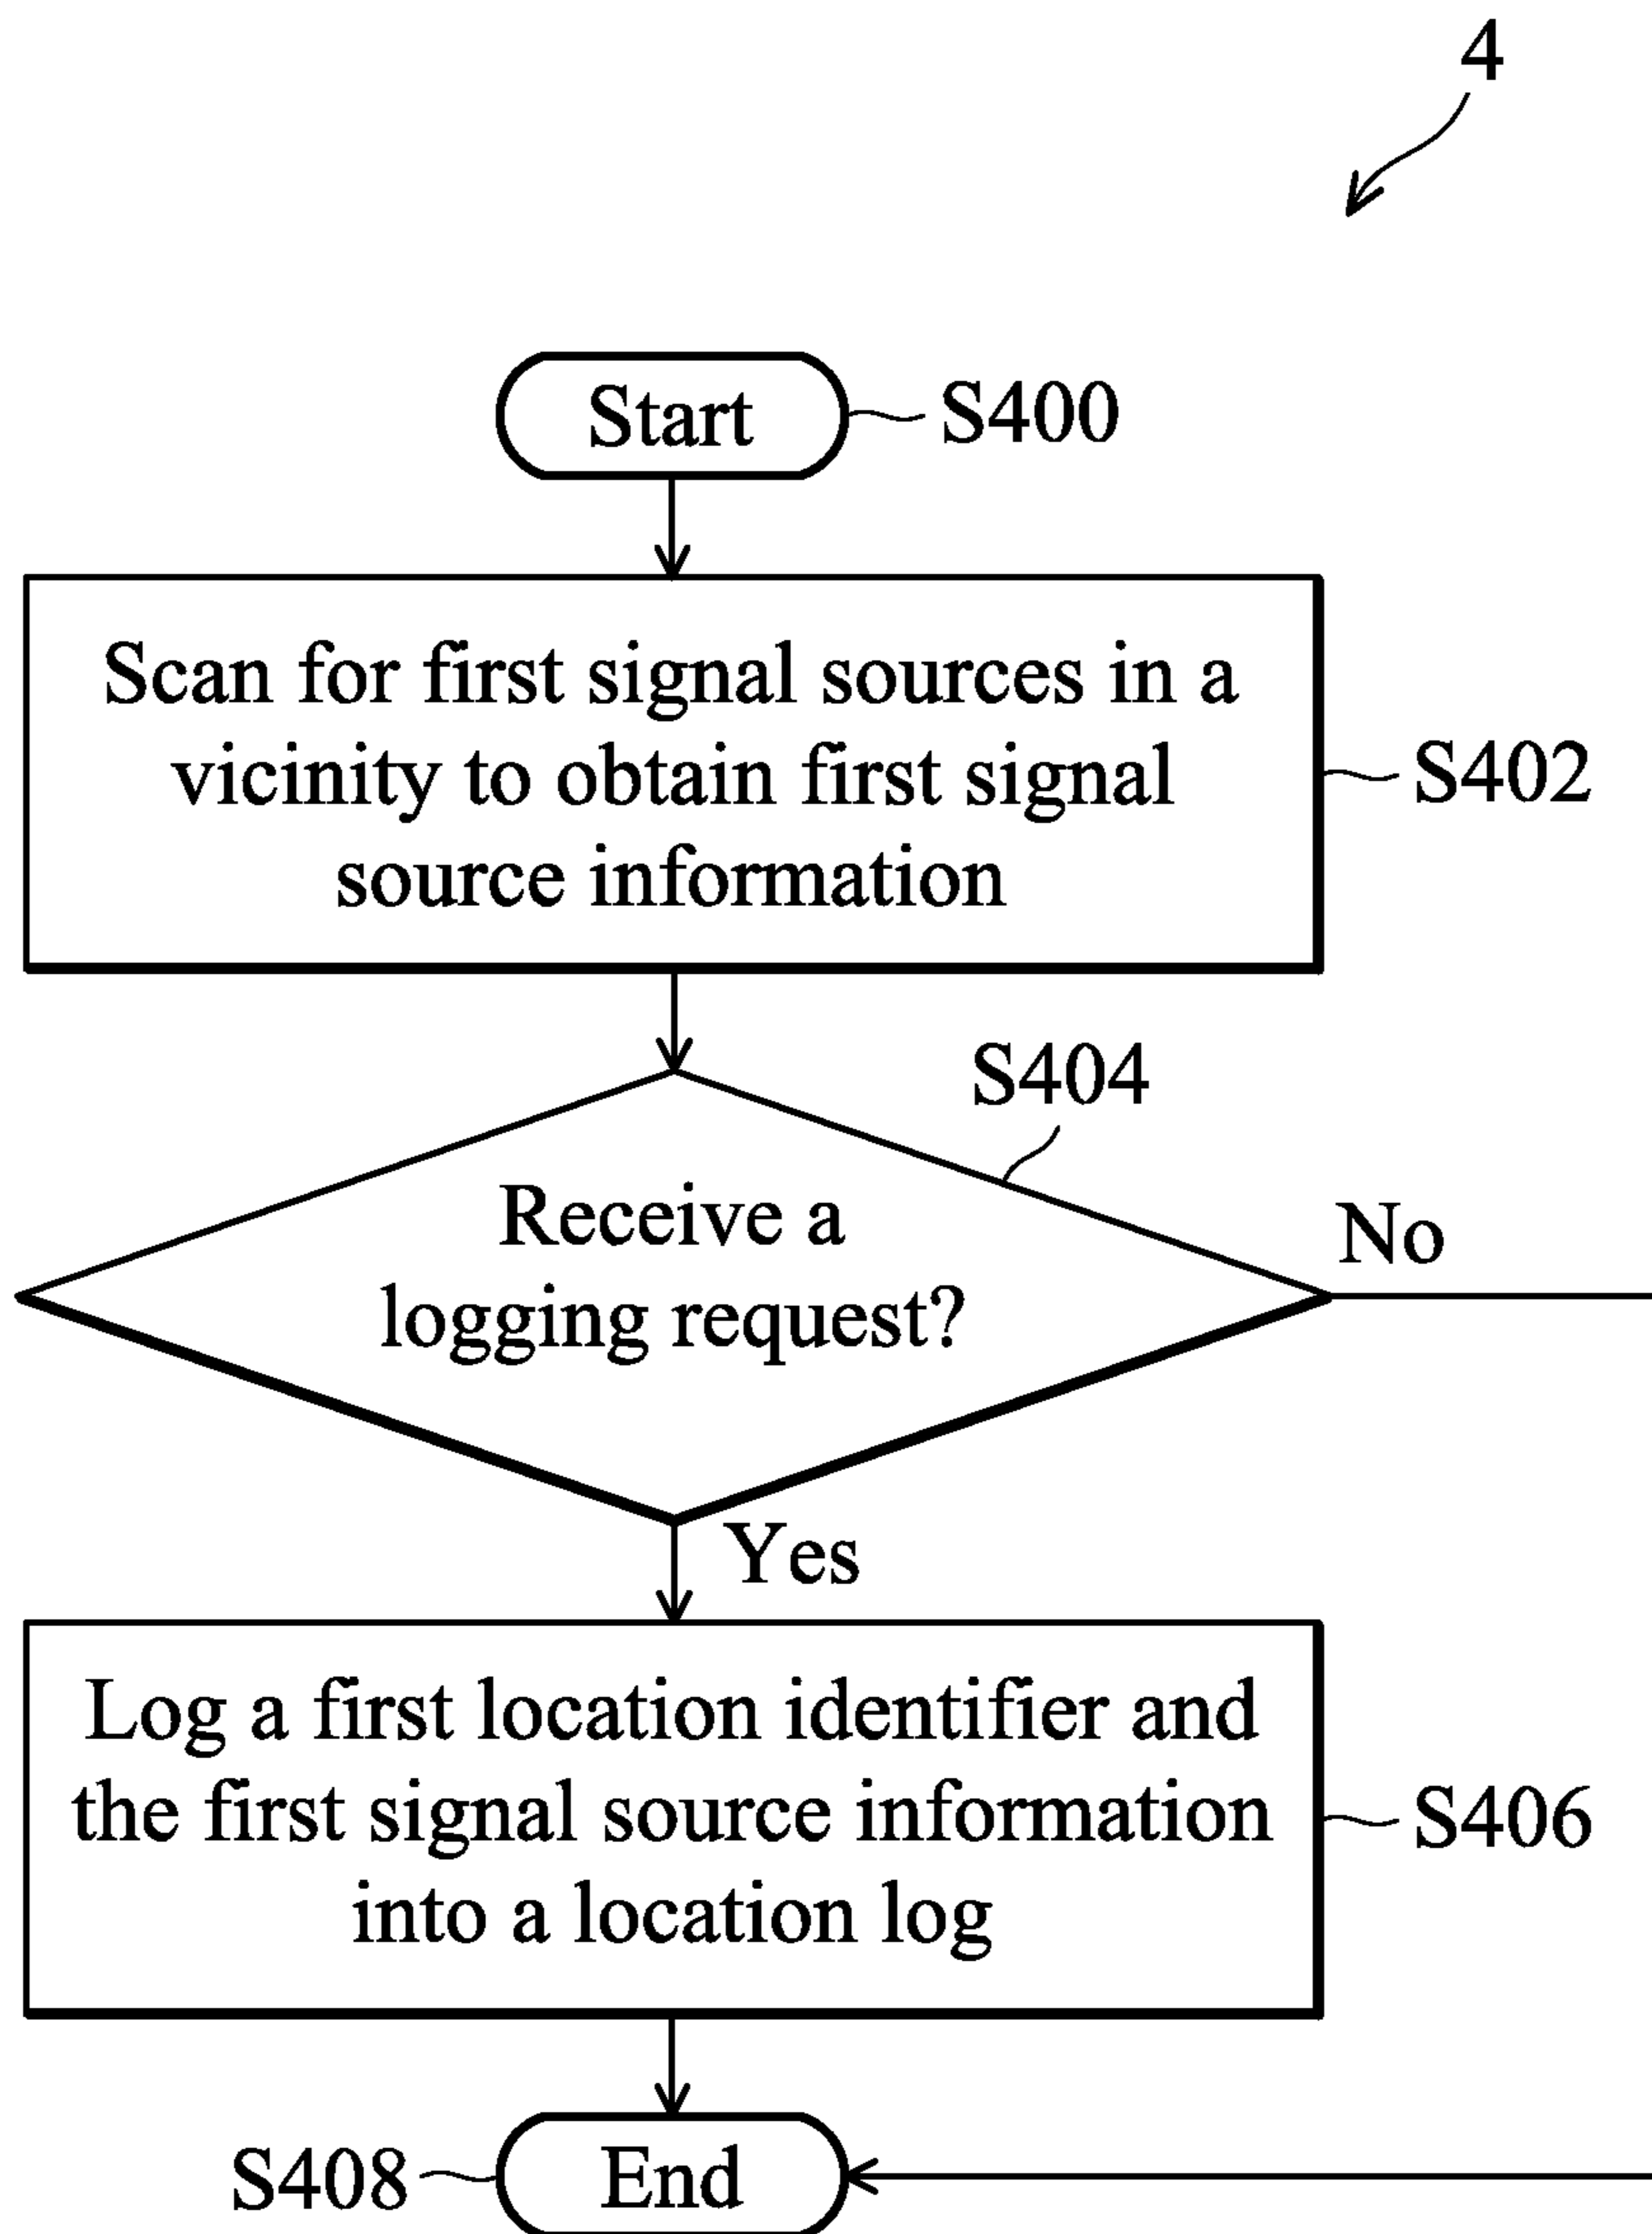 4
Start
S400
Scan for first signal sources in a
vicinity to obtain first signal
source information
S402
S404
Receive a
logging request?
No
Yes
Log a first location identifier and
the first signal source information
into a location log
S406
S408
End